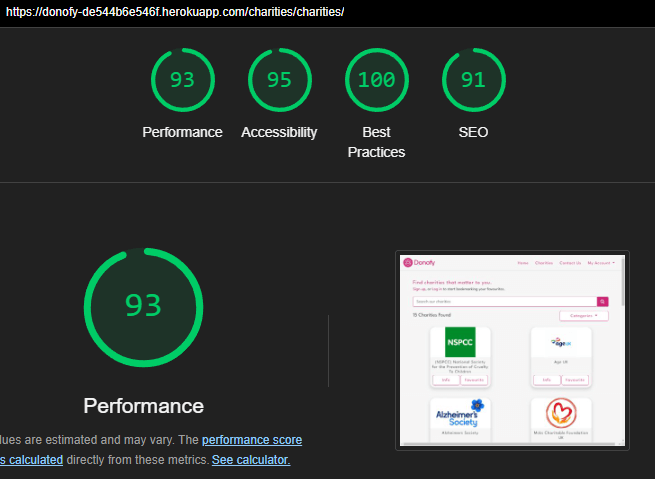 https://donofy-de544b6e546f.herokuapp.com/charities/charities/
93
95
100
91
Performance
Accessibility
Best
Practices
SEO
93
Performance
lues are estimated and may vary. The performance score
s calculated directly from these metrics. See calculator.
Donofy
Home Charities Contact Us My Account
Find charities that matter to you.
Sign up, or Log in to start bookmarking your favourites.
Search our charities
15 Charities Found
Categories
NSPCC
age UK
(NSPCC) National Society
for the Prevention of Cruelty
To Children
Age UK
Info Favourite
Info Favourite
Alzheimer's
Society
Alzheimer's Society
Charitable Foundation
UK